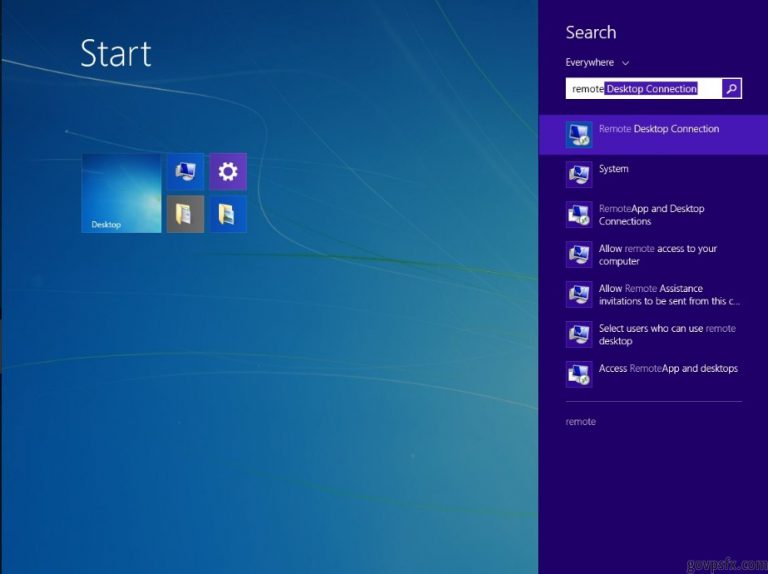 Start
Desktop
Search
Everywhere
remote Desktop Connection
Remote Desktop Connection
System
RemoteApp and Desktop
Connections
Allow remote access to your
computer
Allow Remote Assistance
invitations to be sent from this c...
Select users who can use remote
desktop
Access RemoteApp and desktops
remote
govpsfx.com